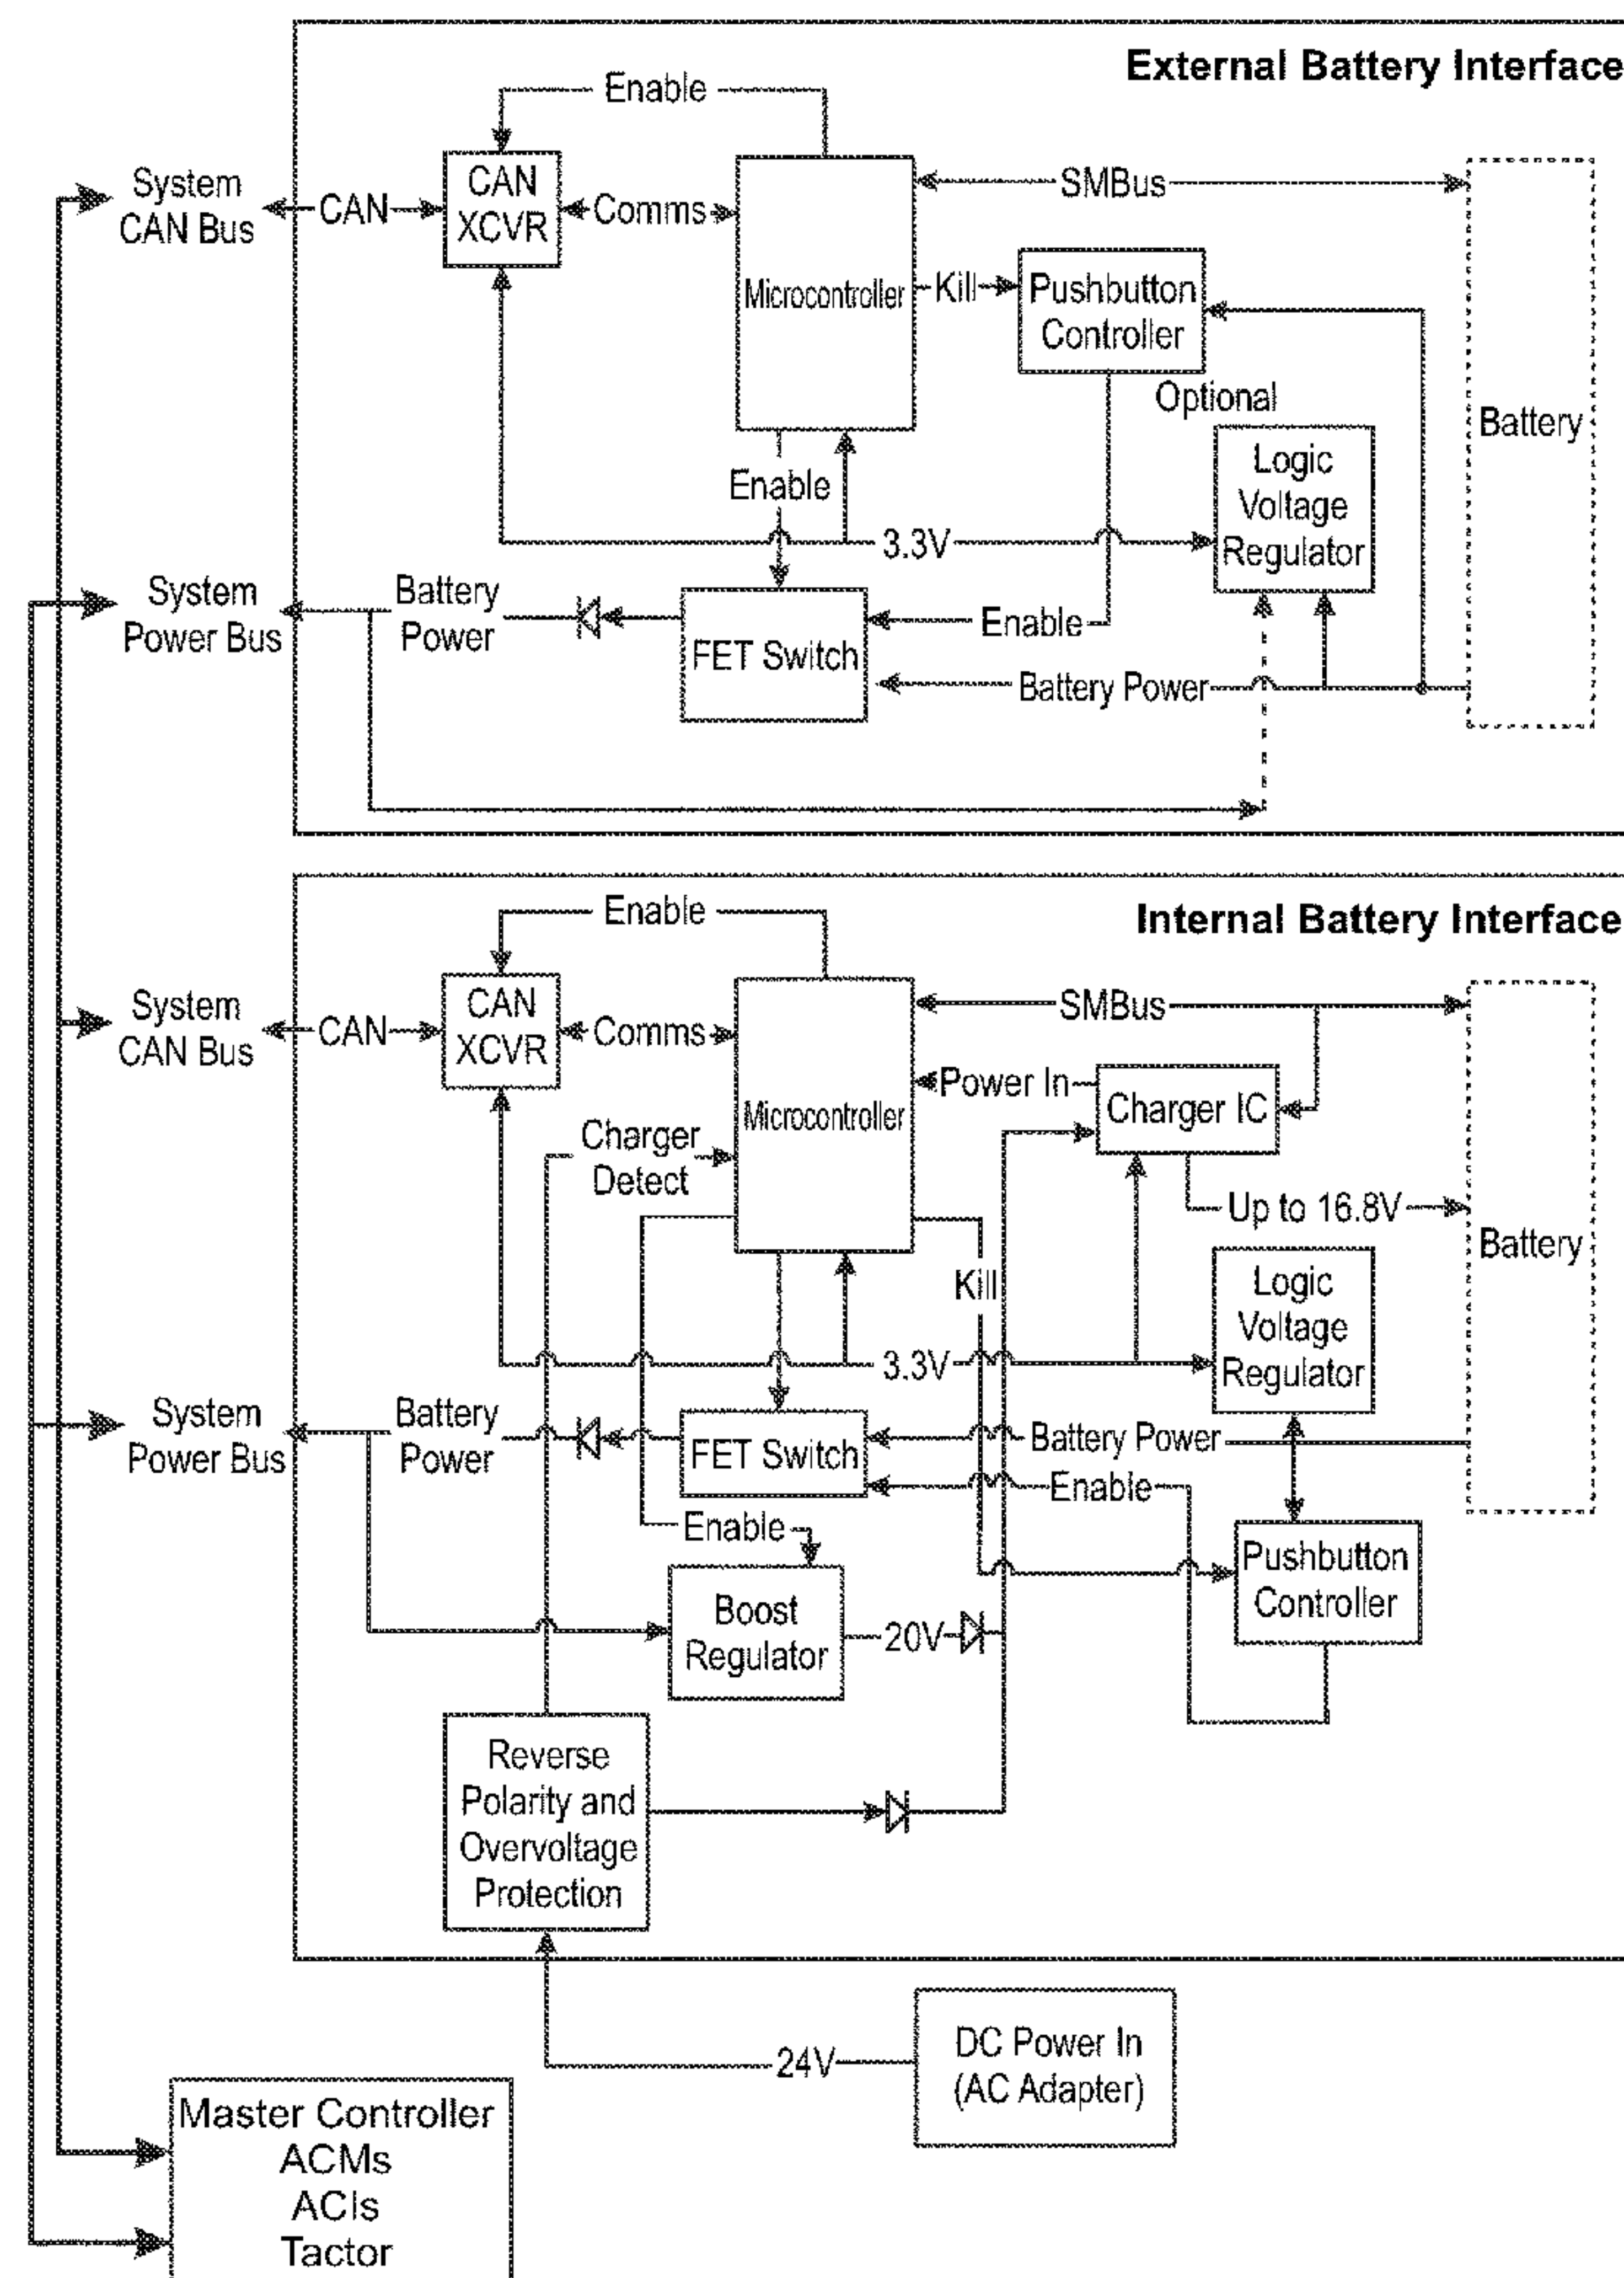 External Battery Interface
Enable
System
CAN Bus
CAN
CAN
XCVR
Comms
Microcontroller
SMBus
Kill
Pushbutton
Controller
Optional
Battery
Logic
Voltage
Regulator
Enable
3.3V
System
Power Bus
Battery
Power
FET Switch
Enable
Battery Power
Internal Battery Interface
Enable
System
CAN Bus
CAN
CAN
XCVR
Comms
Microcontroller
SMBus
Power In
Charger IC
Charger
Detect
Up to 16.8V
Battery
Kill
Logic
Voltage
Regulator
3.3V
System
Power Bus
Battery
Power
FET Switch
Battery Power
Enable
Enable
Pushbutton
Controller
Boost
Regulator
20V
Reverse
Polarity and
Overvoltage
Protection
24V
DC Power In
(AC Adapter)
Master Controller
ACMs
ACIs
Tactor